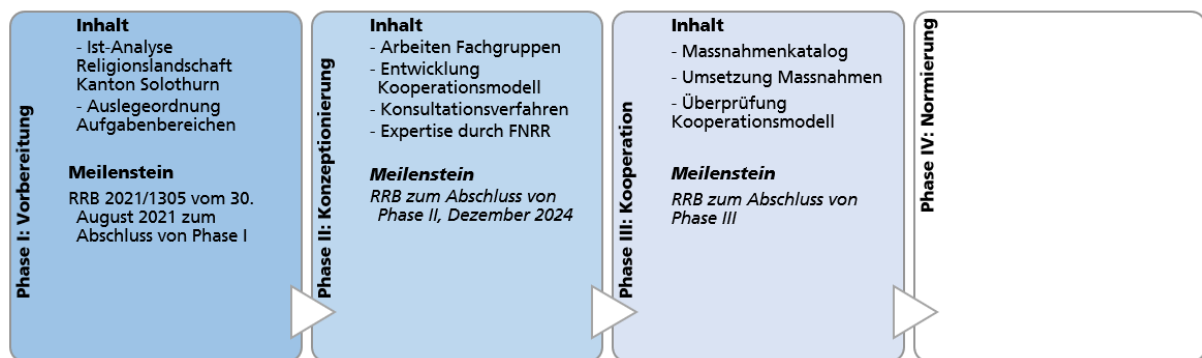 Phase I: Vorbereitung
Inhalt
- Ist-Analyse
Religionslandschaft
Kanton Solothurn
- Auslegeordnung
Aufgabenbereichen
Meilenstein
RRB 2021/1305 vom 30.
August 2021 zum
Abschluss von Phase I
Phase II: Konzeptionierung
Inhalt
- Arbeiten Fachgruppen
- Entwicklung
Kooperationsmodell
- Konsultationsverfahren
- Expertise durch FNRR
Meilenstein
RRB zum Abschluss von
Phase II, Dezember 2024
Phase III: Kooperation
Inhalt
- Massnahmenkatalog
- Umsetzung Massnahmen
- Überprüfung
Kooperationsmodell
Meilenstein
RRB zum Abschluss von
Phase III
Phase IV: Normierung